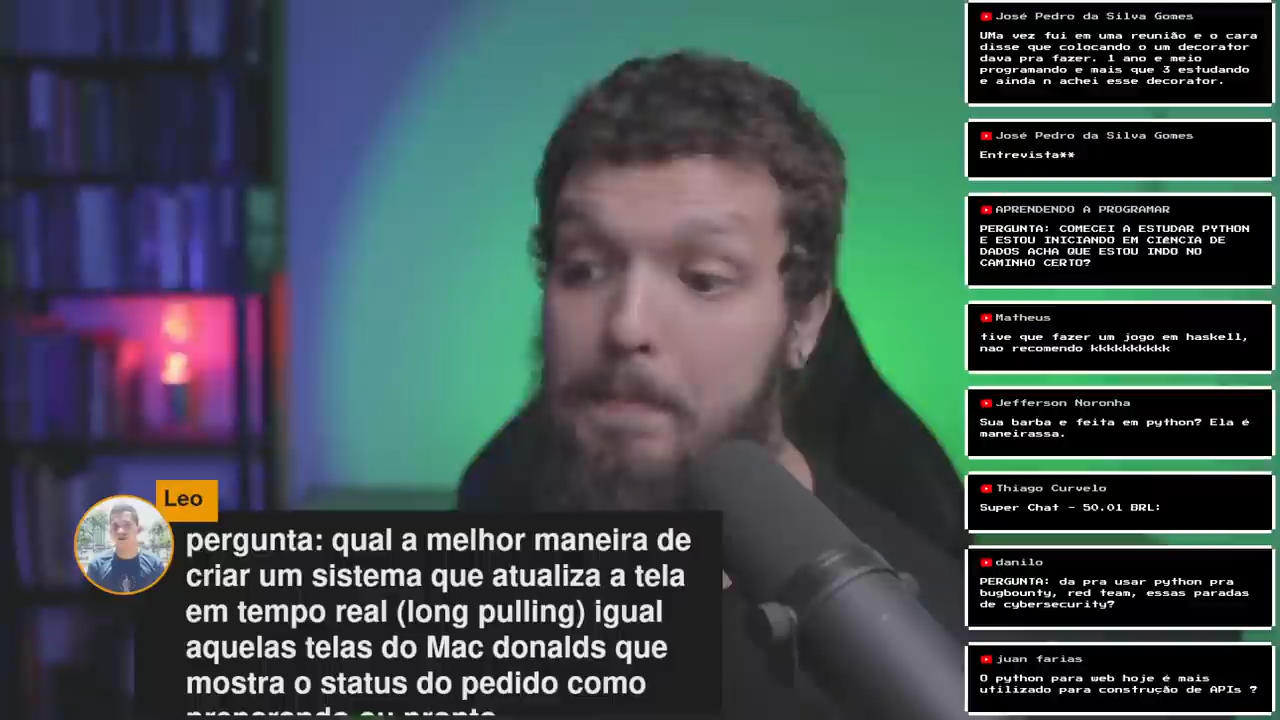 José Pedro da Silva Gomes
UMa vez fui em uma reunião e o cara
disse que colocando o um decorator
dava pra fazer. 1 ano e meio
programando e mais que 3 estudando
e ainda n achei esse decorator.
José Pedro da Silva Gomes
Entrevista**
APRENDENDO A PROGRAMAR
PERGUNTA: COMECEI A ESTUDAR PYTHON
E ESTOU INICIANDO EM CIENCIA DE
DADOS ACHA QUE ESTOU INDO NO
CAMINHO CERTO?
Matheus
tive que fazer um jogo em haskell,
nao recomendo kkkkkkkkkk
Jefferson Noronha
Sua barba e feita em python? Ela é
maneirassa.
Thiago Curvelo
Super Chat - 50.01 BRL:
danilo
PERGUNTA: da pra usar python pra
bugbounty, red team, essas paradas
de cybersecurity?
juan farias
O python para web hoje é mais
utilizado para construção de APIs ?
Leo
pergunta: qual a melhor maneira de
criar um sistema que atualiza a tela
em tempo real (long pulling) igual
aquelas telas do Mac donalds que
mostra o status do pedido como